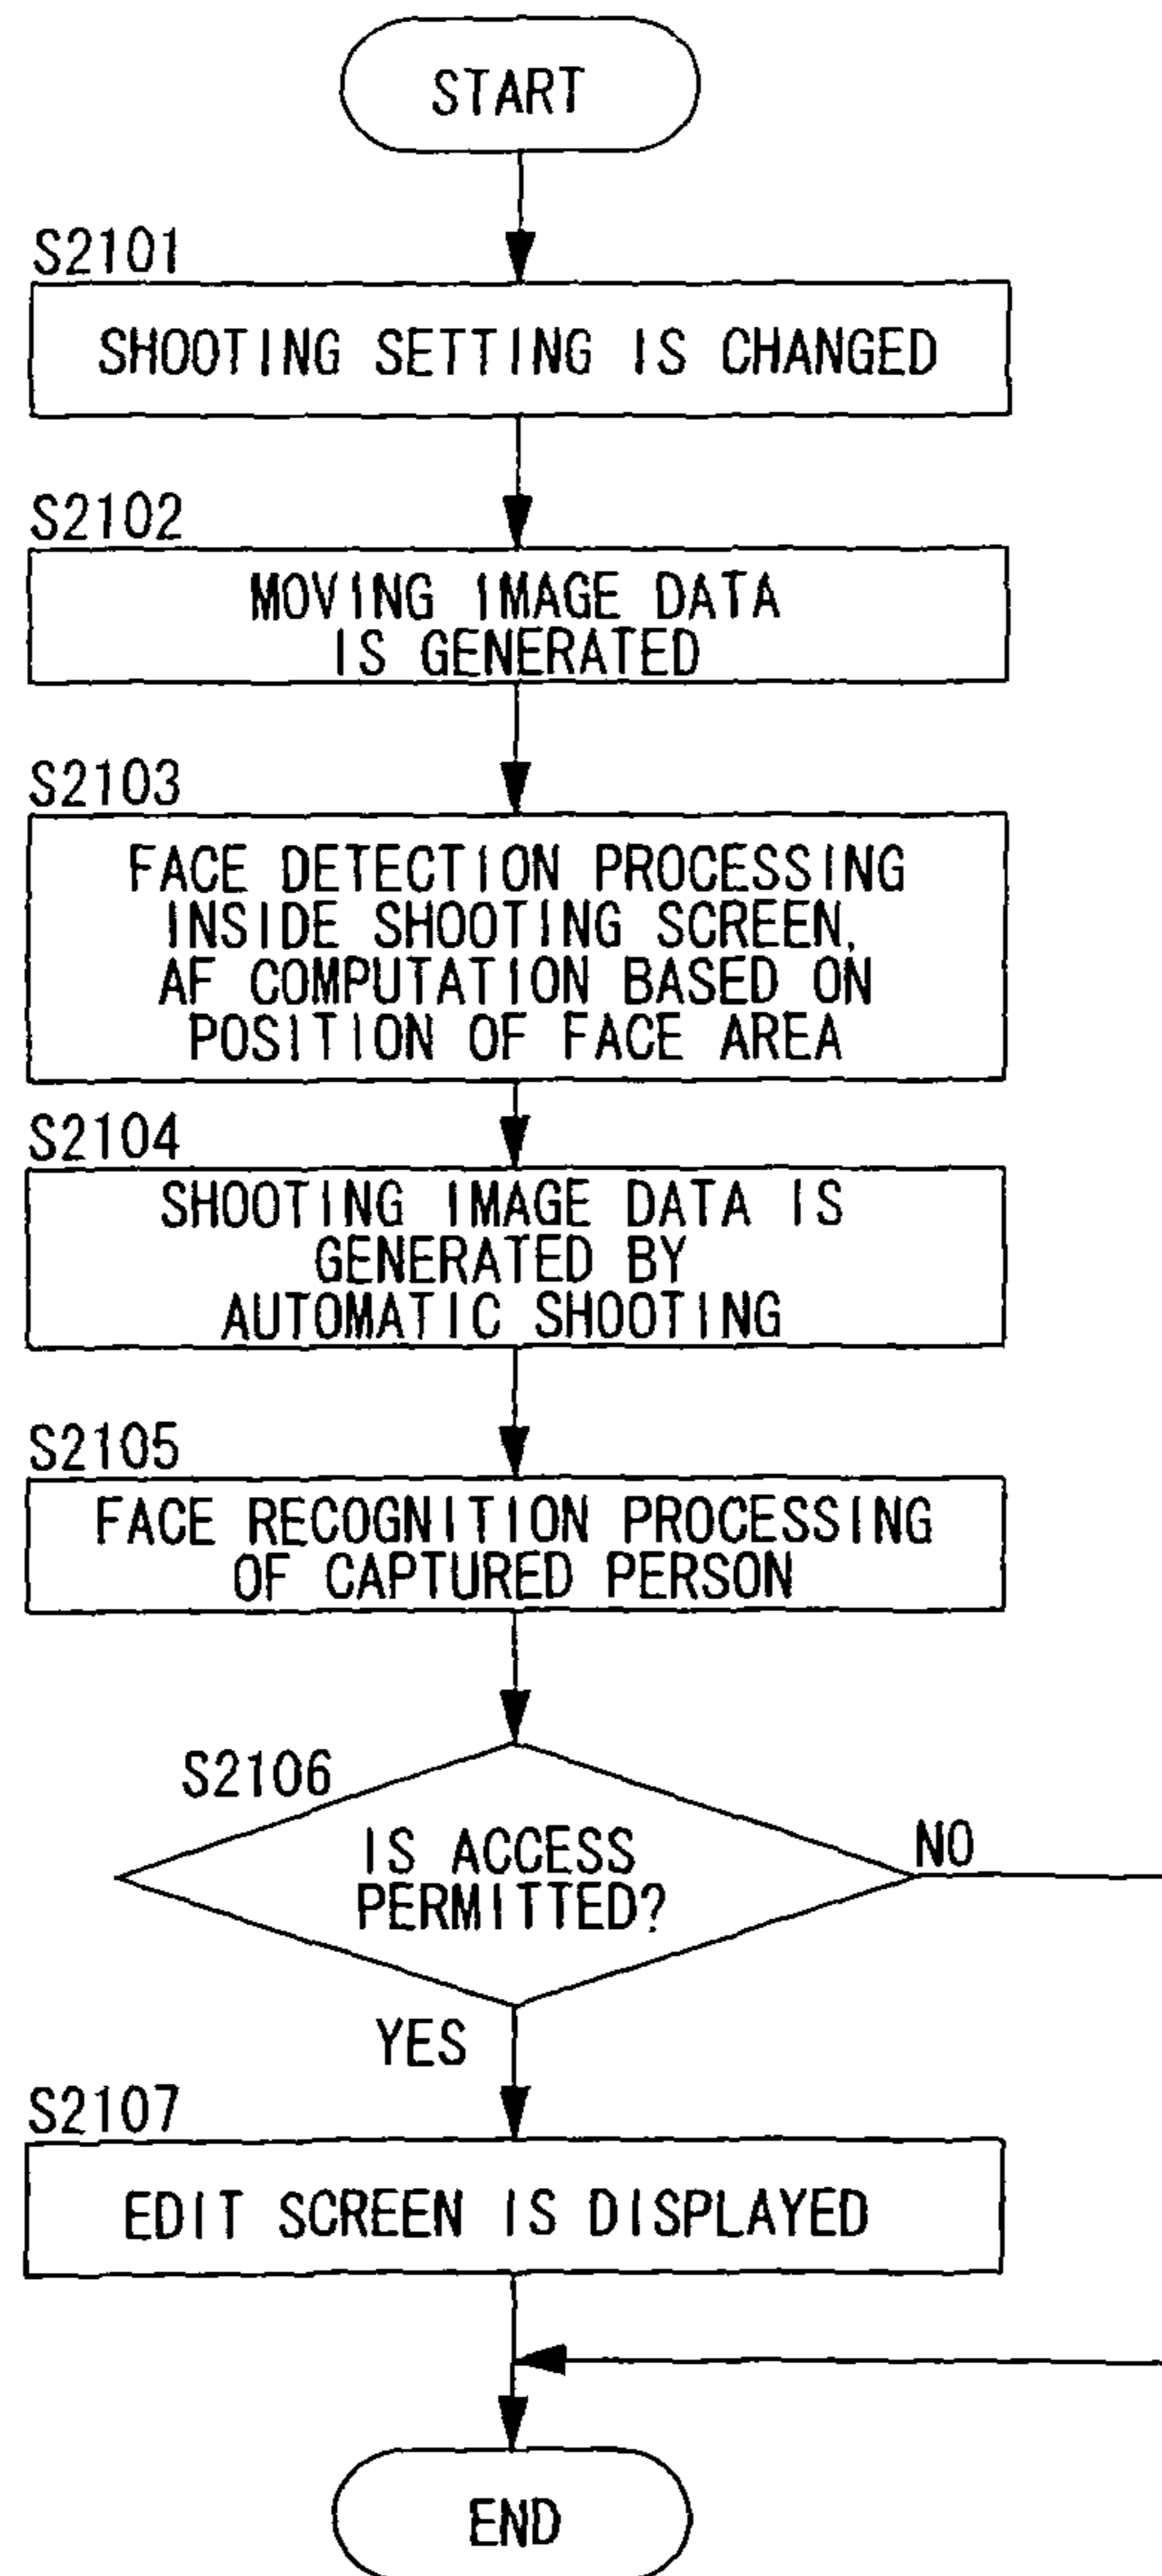 START
S2101
SHOOTING SETTING IS CHANGED
S2102
MOVING IMAGE DATA
IS GENERATED
S2103
FACE DETECTION PROCESSING
INSIDE SHOOTING SCREEN,
AF COMPUTATION BASED ON
POSITION OF FACE AREA
S2104
SHOOTING IMAGE DATA IS
GENERATED BY
AUTOMATIC SHOOTING
S2105
FACE RECOGNITION PROCESSING
OF CAPTURED PERSON
S2106
IS ACCESS
PERMITTED?
NO
YES
S2107
EDIT SCREEN IS DISPLAYED
END